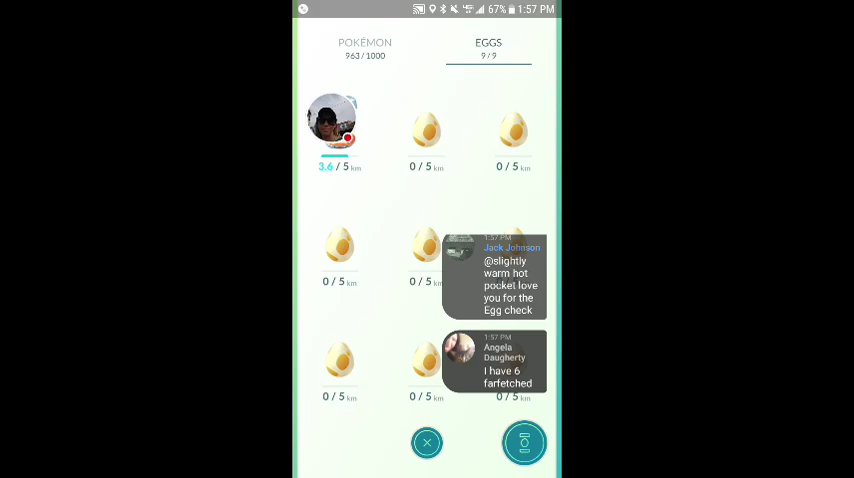 67% 1:57 PM
POKÉMON
963 / 1000
EGGS
9 / 9
3.6 / 5 km
0 / 5 km
0 / 5 km
0 / 5 km
0 / 5 km
1:57 PM
Jack Johnson
@slightly
warm hot
pocket love
you for the
Egg check
1:57 PM
Angela
Daugherty
I have 6
farfetched
0 / 5 km
0 / 5 km
0 / 5 km